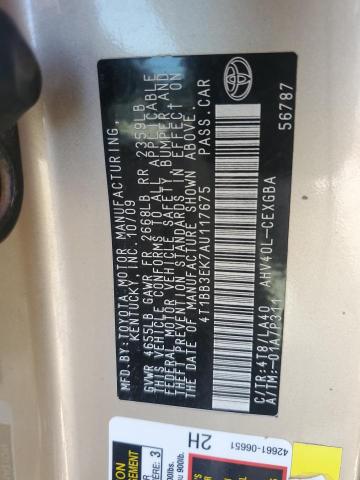 MFD.BY:TOYOTA MOTOR MANUFACTURING,
KENTUCKY, INC. 10/09
GVWR 4655LB GAWR FR 2668LB RR 2359LB
THIS VEHICLE CONFORMS TO ALL APPLICABLE
FEDERAL MOTOR VEHICLE SAFETY, BUMPER, AND
THEFT PREVENTION STANDARDS IN EFFECT ON
THE DATE OF MANUFACTURE SHOWN ABOVE.
4T1BB3EK7AU117675 PASS.CAR
C/TR:4T8/LA40 AHV40L-CEXGBA
A/TM:-01A/P311
56787
TOYOTA
42661-06651
2H